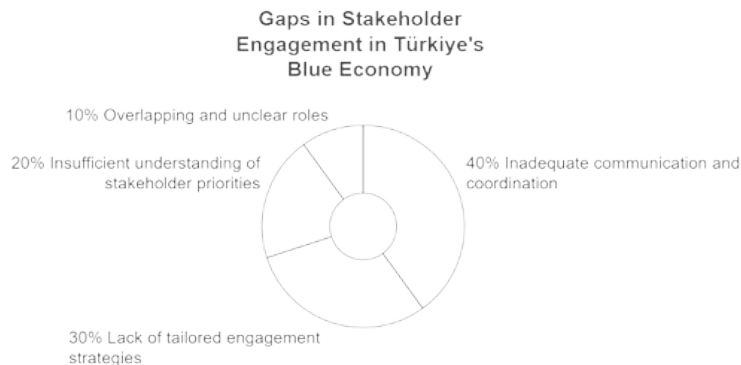 Gaps in Stakeholder
Engagement in Türkiye's
Blue Economy
10% Overlapping and unclear roles
20% Insufficient understanding of
stakeholder priorities
40% Inadequate communication and
coordination
30% Lack of tailored engagement
strategies